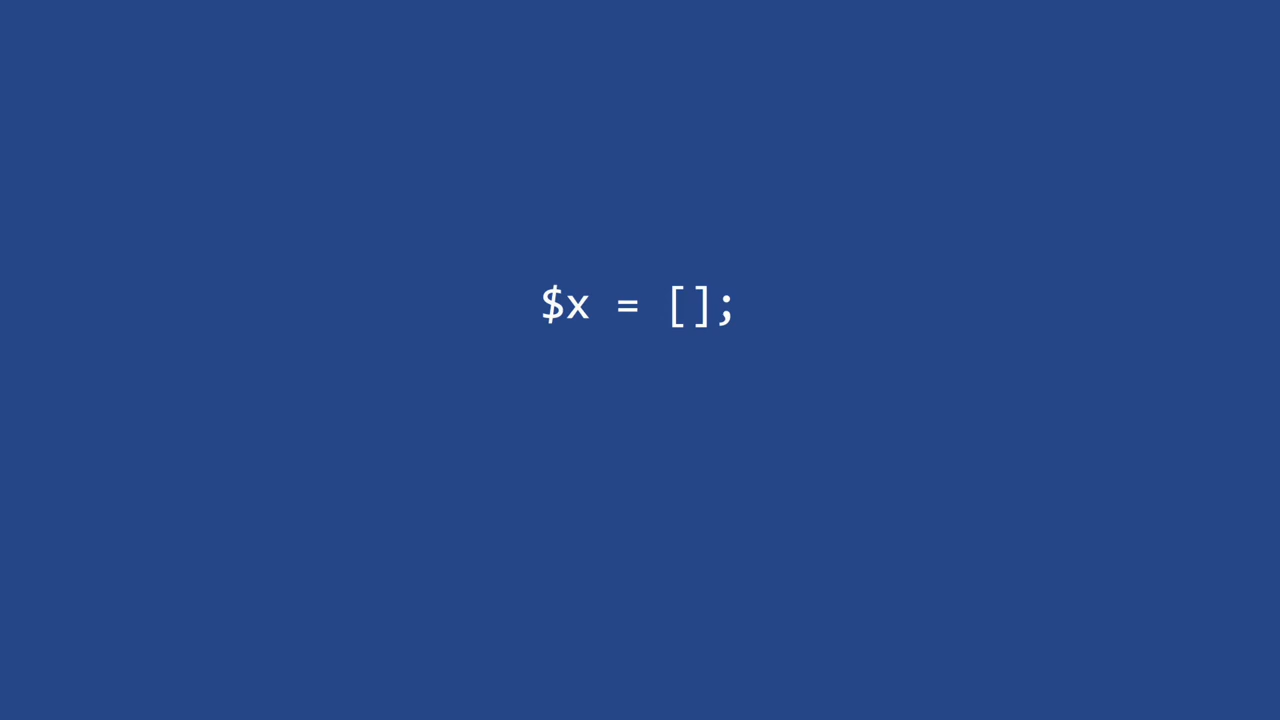 $x = [];